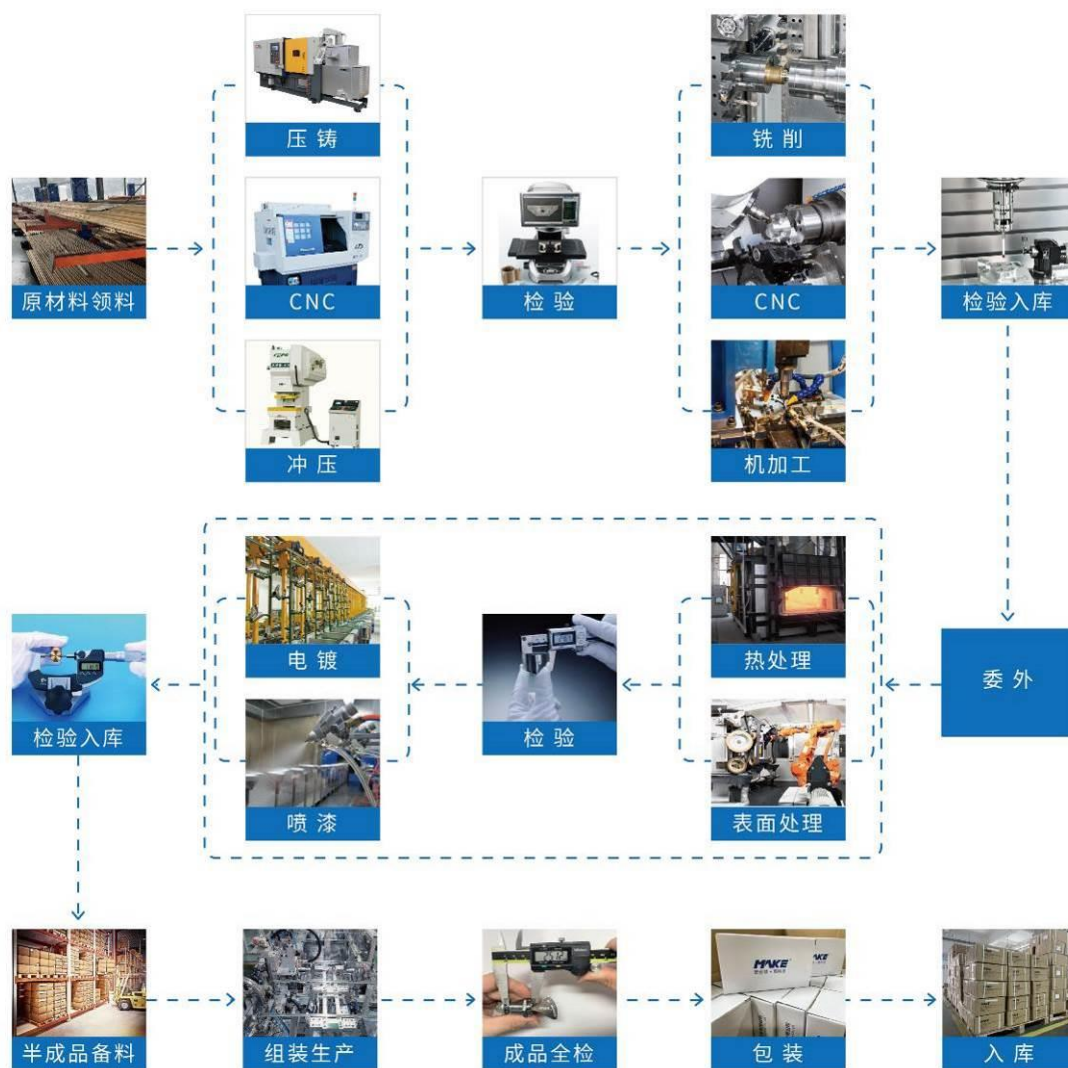 压铸
铣削
原材料领料
CNC
检验
CNC
检验入库
冲压
机加工
电镀
热处理
检验入库
检验
委外
喷漆
表面处理
MAKE
半成品备料
组装生产
成品全检
包装
入库